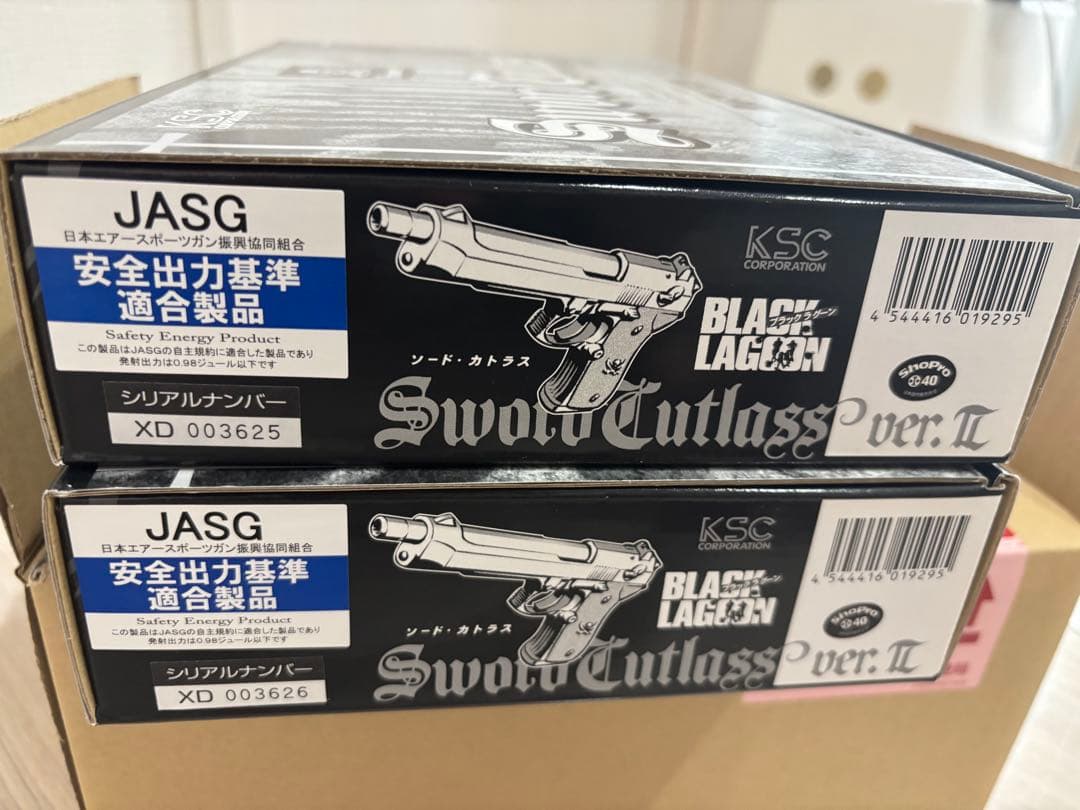 KSC
JASG
日本エアースポーツガン振興協同組合
安全出力基準
適合製品
Safety Energy Product
この製品はJASGの自主規約に適合した製品であり
発射出力は0.98ジュール以下です
シリアルナンバー
XD 003625
KSC
CORPORATION
BLACK
ブラック・ラグーン
LAGOON
ソード・カトラス
Sword Cutlass ver.II
4 544416 019295
ShoPro
40
JASG
日本エアースポーツガン振興協同組合
安全出力基準
適合製品
Safety Energy Product
この製品はJASGの自主規約に適合した製品であり
発射出力は0.98ジュール以下です
シリアルナンバー
XD 003626
KSC
CORPORATION
BLACK
ブラック・ラグーン
LAGOON
ソード・カトラス
Sword Cutlass ver.II
4 544416 019295
ShoPro
40